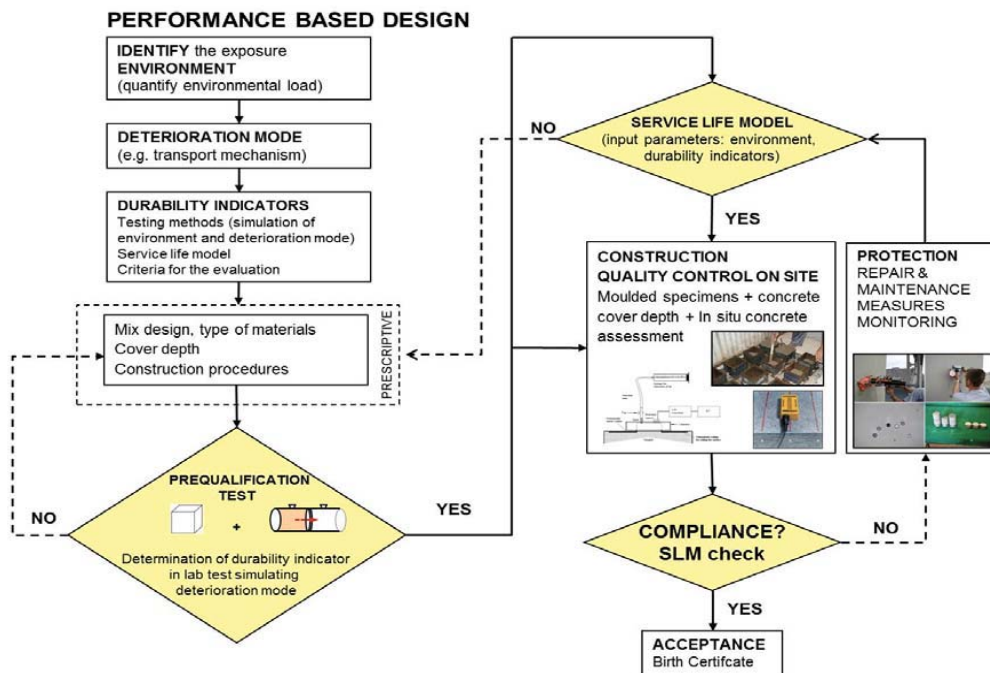 PERFORMANCE BASED DESIGN
IDENTIFY the exposure
ENVIRONMENT
(quantify environmental load)
DETERIORATION MODE
(e.g. transport mechanism)
DURABILITY INDICATORS
Testing methods (simulation of
environment and deterioration mode)
Service life model
Criteria for the evaluation
Mix design, type of materials
Cover depth
Construction procedures
PRESCRIPTIVE
PREQUALIFICATION
TEST
+
Determination of durability indicator
in lab test simulating
deterioration mode
NO
YES
SERVICE LIFE MODEL
(input parameters: environment,
durability indicators)
NO
YES
CONSTRUCTION
QUALITY CONTROL ON SITE
Moulded specimens + concrete
cover depth + In situ concrete
assessment
PROTECTION
REPAIR &
MAINTENANCE
MEASURES
MONITORING
COMPLIANCE?
SLM check
NO
YES
ACCEPTANCE
Birth Certifcate